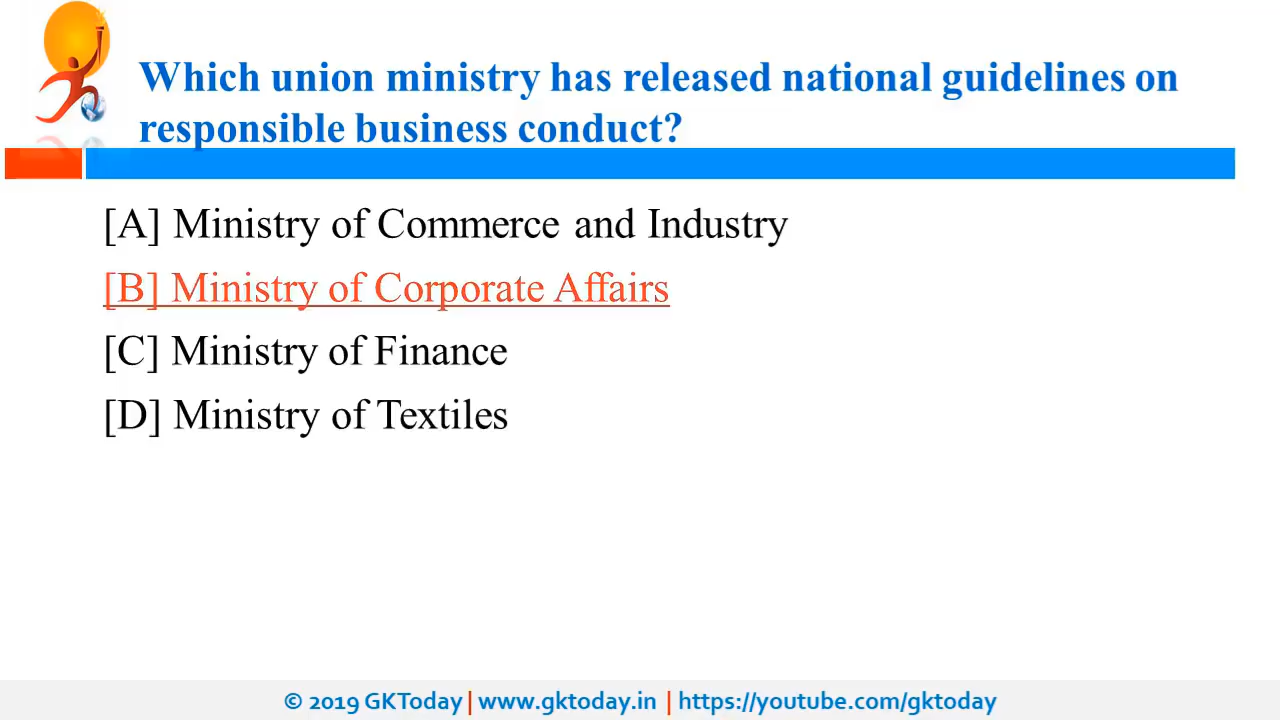 Which union ministry has released national guidelines on
responsible business conduct?
[A] Ministry of Commerce and Industry
[B] Ministry of Corporate Affairs
[C] Ministry of Finance
[D] Ministry of Textiles
© 2019 GKToday | www.gktoday.in | https://youtube.com/gktoday